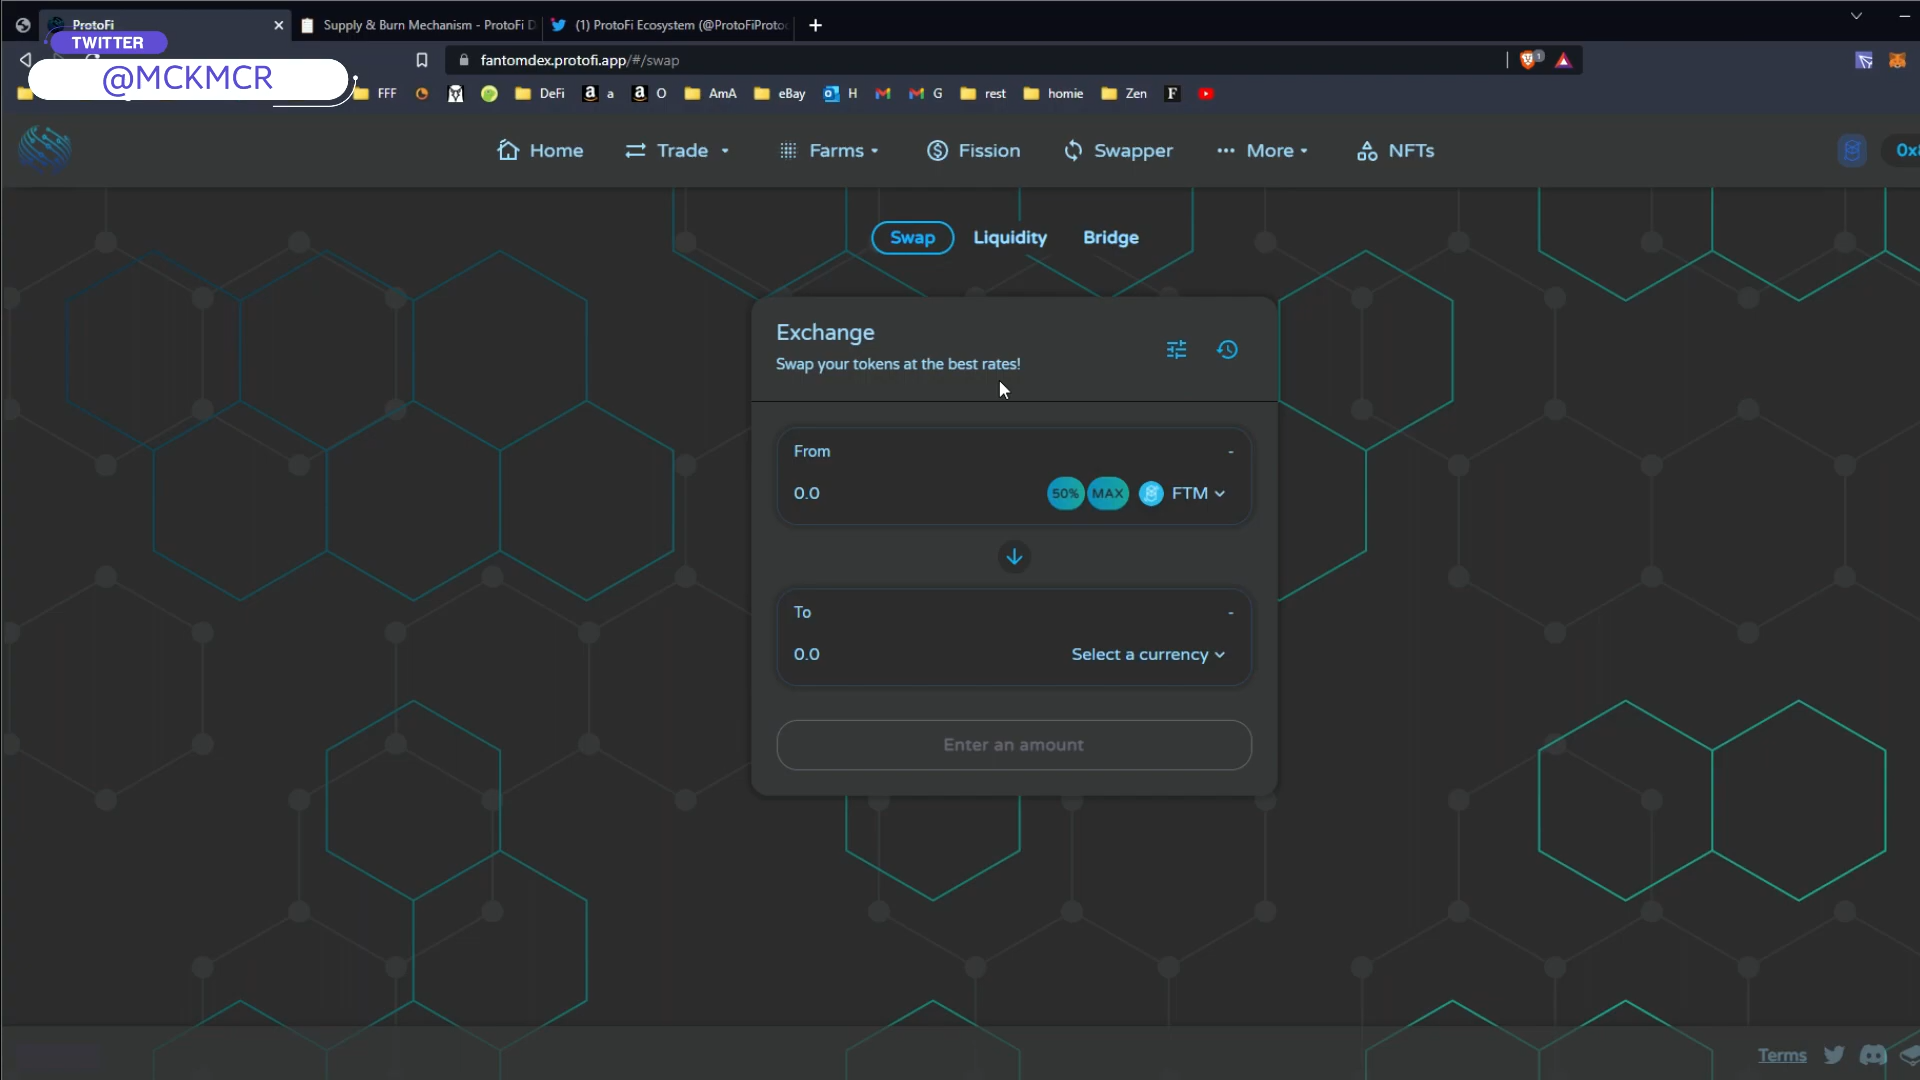 ProtoFi
Supply & Burn Mechanism - ProtoFi D
(1) ProtoFi Ecosystem (@ProtoFiProtoc
TWITTER
@MCKMCR
fantomdex.protofi.app/#/swap
1
FFF
DeFi
a
O
AmA
eBay
H
G
rest
homie
Zen
F
Home
Trade
Farms
Fission
Swapper
More
NFTs
Swap
Liquidity
Bridge
Exchange
Swap your tokens at the best rates!
From
-
0.0
50%
MAX
FTM
To
-
0.0
Select a currency
Enter an amount
Terms